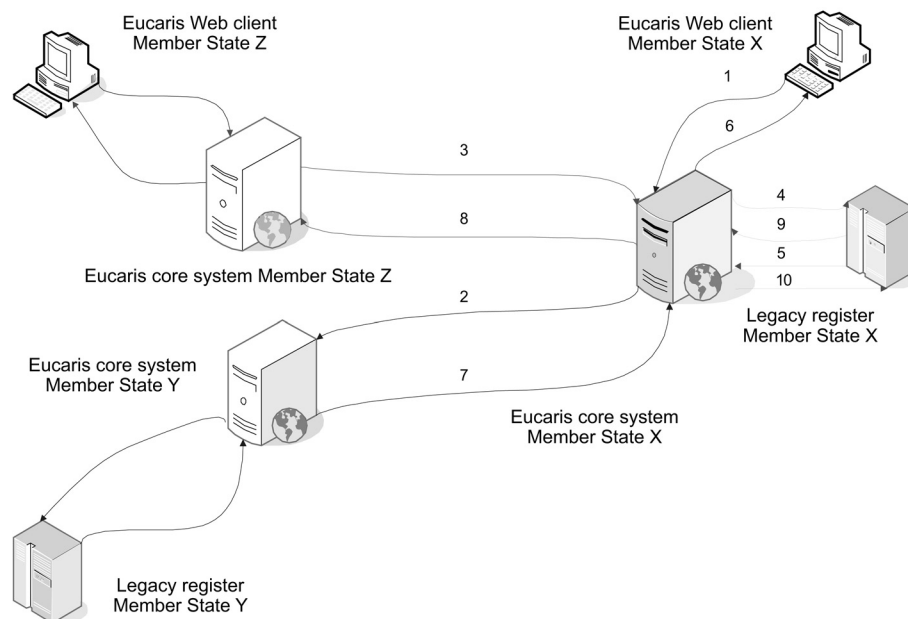 Eucaris Web client
Member State Z
Eucaris Web client
Member State X
1
6
3
4
8
9
5
10
Eucaris core system Member State Z
2
Legacy register
Member State X
Eucaris core system
Member State Y
7
Eucaris core system
Member State X
Legacy register
Member State Y